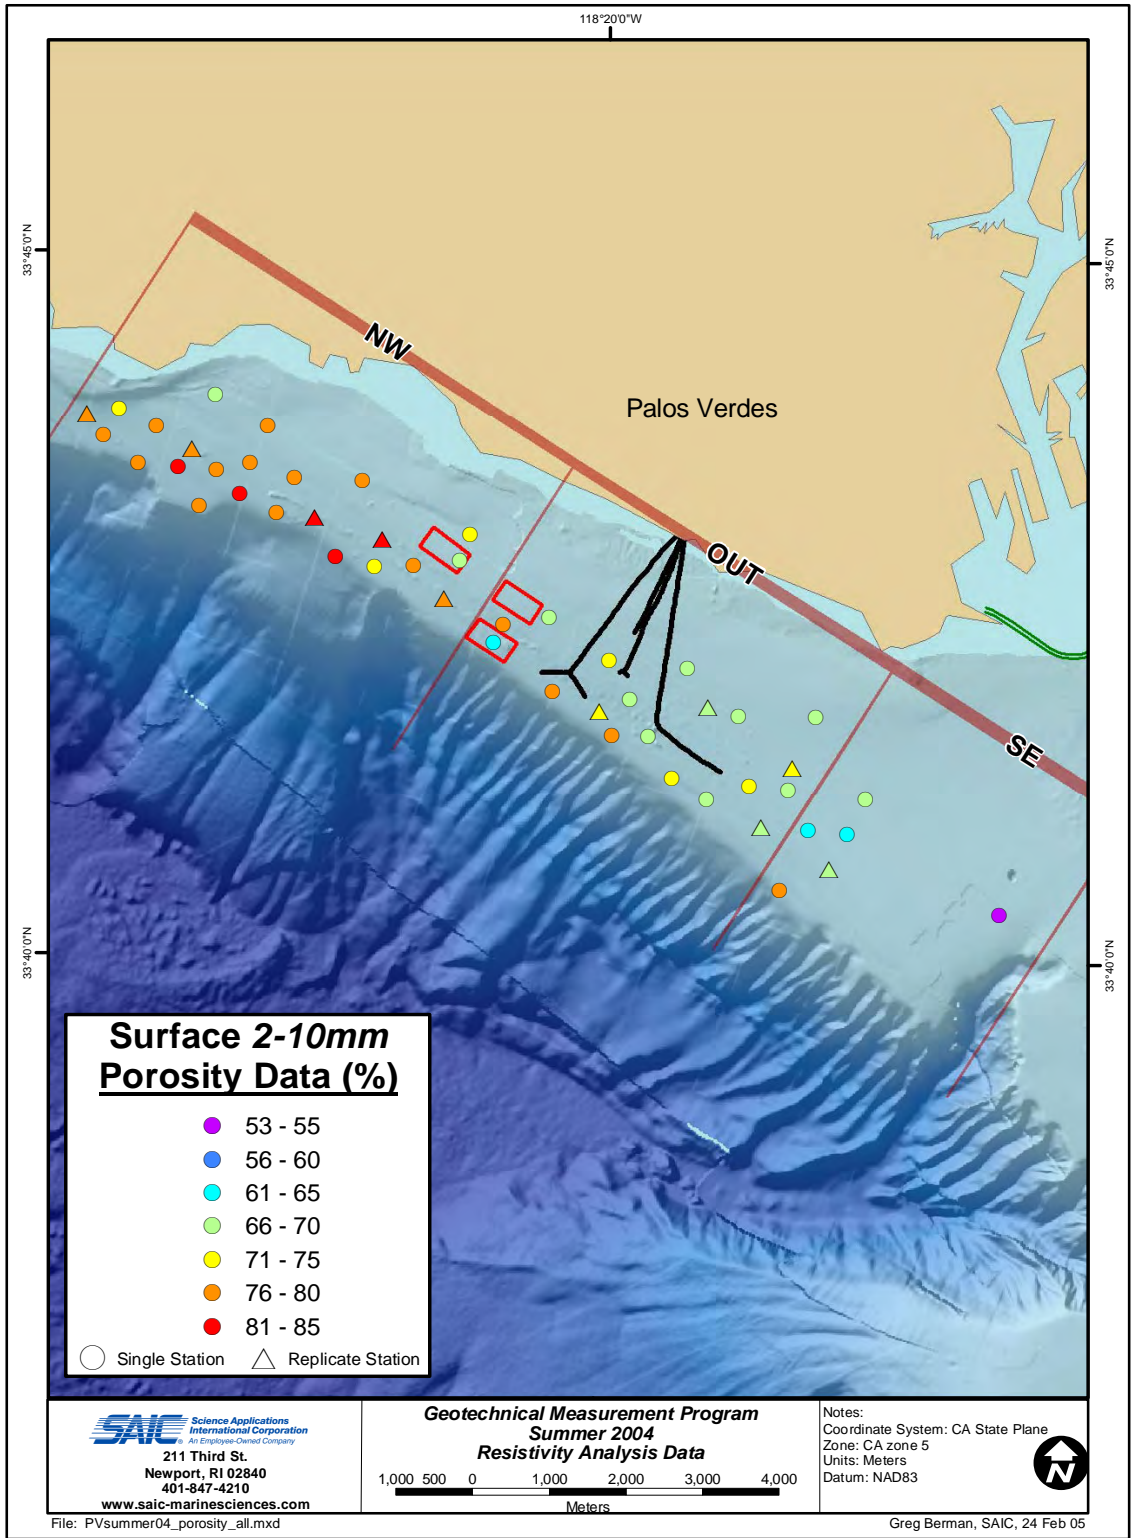 118°20'0"W
33°45'0"N
33°45'0"N
NW
Palos Verdes
OUT
SE
33°40'0"N
33°40'0"N
Surface 2-10mm
Porosity Data (%)
53 - 55
56 - 60
61 - 65
66 - 70
71 - 75
76 - 80
81 - 85
Single Station
Replicate Station
SAIC
Science Applications
International Corporation
An Employee-Owned Company
211 Third St.
Newport, RI 02840
401-847-4210
www.saic-marinesciences.com
Geotechnical Measurement Program
Summer 2004
Resistivity Analysis Data
1,000 500 0 1,000 2,000 3,000 4,000
Meters
Notes:
Coordinate System: CA State Plane
Zone: CA zone 5
Units: Meters
Datum: NAD83
N
File: PVsummer04_porosity_all.mxd
Greg Berman, SAIC, 24 Feb 05